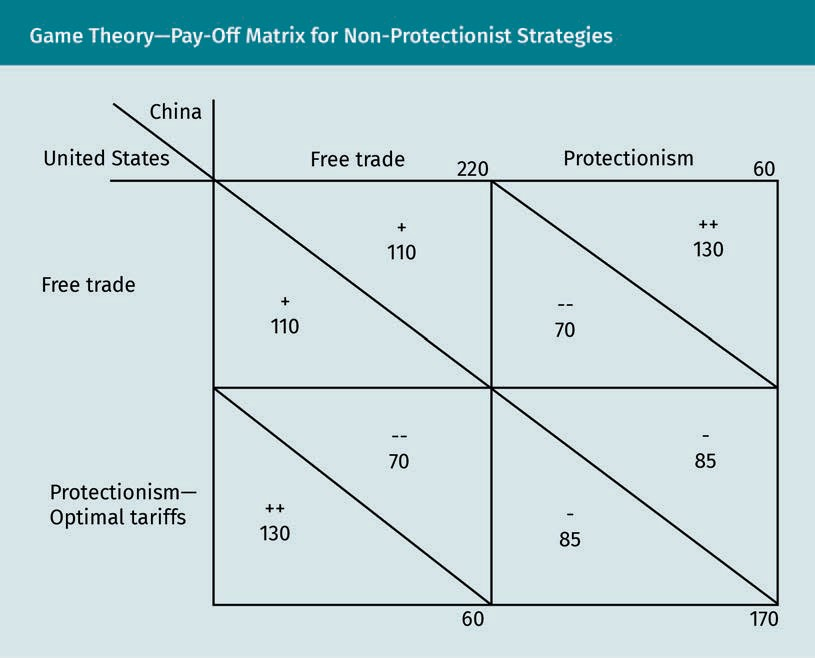 Game Theory—Pay-Off Matrix for Non-Protectionist Strategies
China
United States
Free trade
220
Protectionism
60
Free trade
+
110
+
110
++
130
--
70
Protectionism—
Optimal tariffs
--
70
++
130
-
85
-
85
60
170